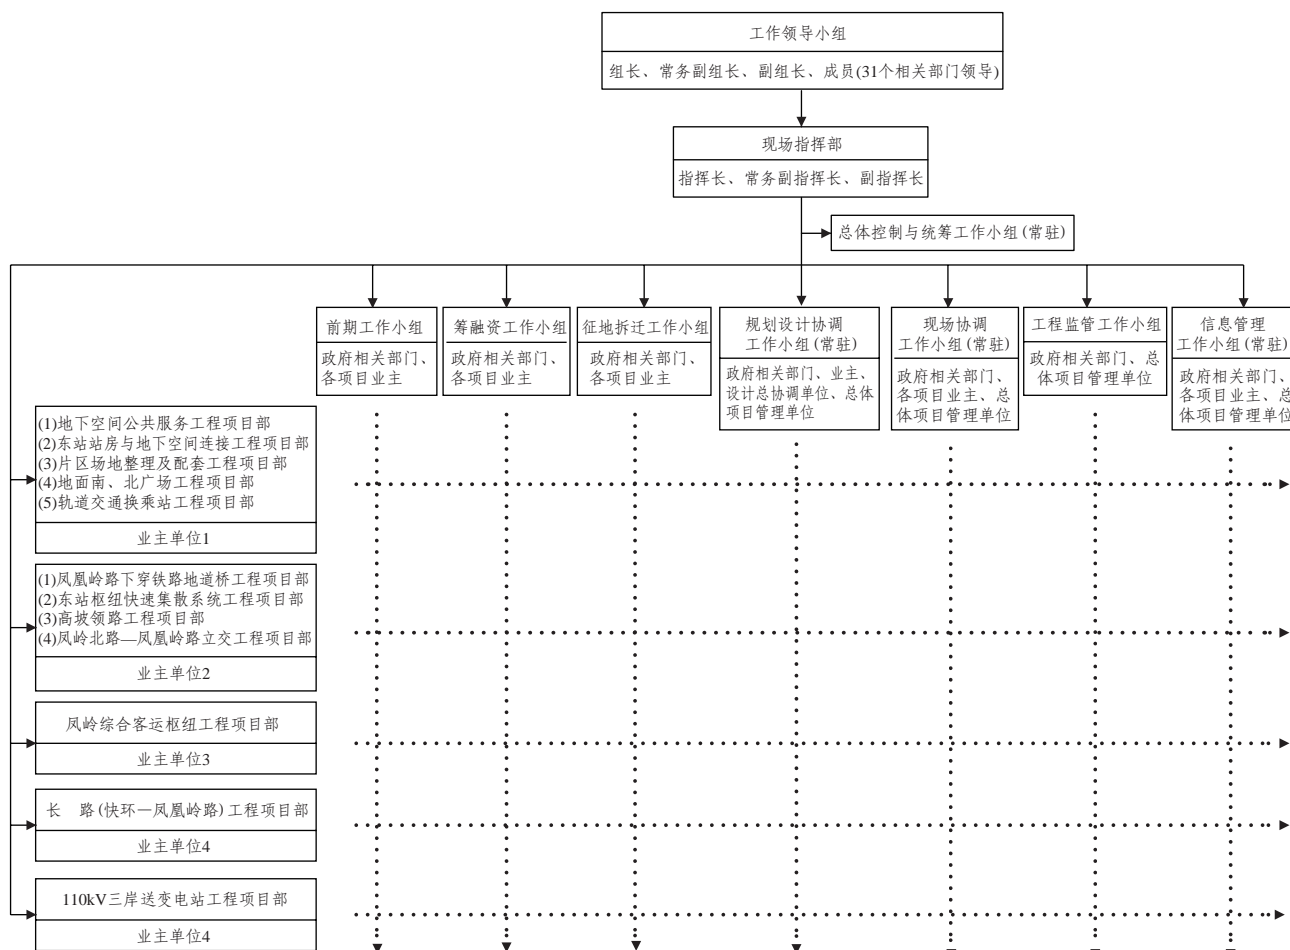 工作领导小组
组长、常务副组长、副组长、成员(31个相关部门领导)
现场指挥部
指挥长、常务副指挥长、副指挥长
总体控制与统筹工作小组(常驻)
前期工作小组
政府相关部门、
各项目业主
筹融资工作小组
政府相关部门、
各项目业主
征地拆迁工作小组
政府相关部门、
各项目业主
规划设计协调
工作小组(常驻)
政府相关部门、业主、
设计总协调单位、总体
项目管理单位
现场协调
工作小组(常驻)
政府相关部门、
各项目业主、总
体项目管理单位
工程监管工作小组
政府相关部门、总
体项目管理单位
信息管理
工作小组(常驻)
政府相关部门、
各项目业主、总
体项目管理单位
(1)地下空间公共服务工程项目部
(2)东站站房与地下空间连接工程项目部
(3)片区场地整理及配套工程项目部
(4)地面南、北广场工程项目部
(5)轨道交通换乘站工程项目部
业主单位1
(1)凤凰岭路下穿铁路地道桥工程项目部
(2)东站枢纽快速集散系统工程项目部
(3)高坡领路工程项目部
(4)凤岭北路—凤凰岭路立交工程项目部
业主单位2
凤岭综合客运枢纽工程项目部
业主单位3
长 路(快环—凤凰岭路)工程项目部
业主单位4
110kV三岸送变电站工程项目部
业主单位4